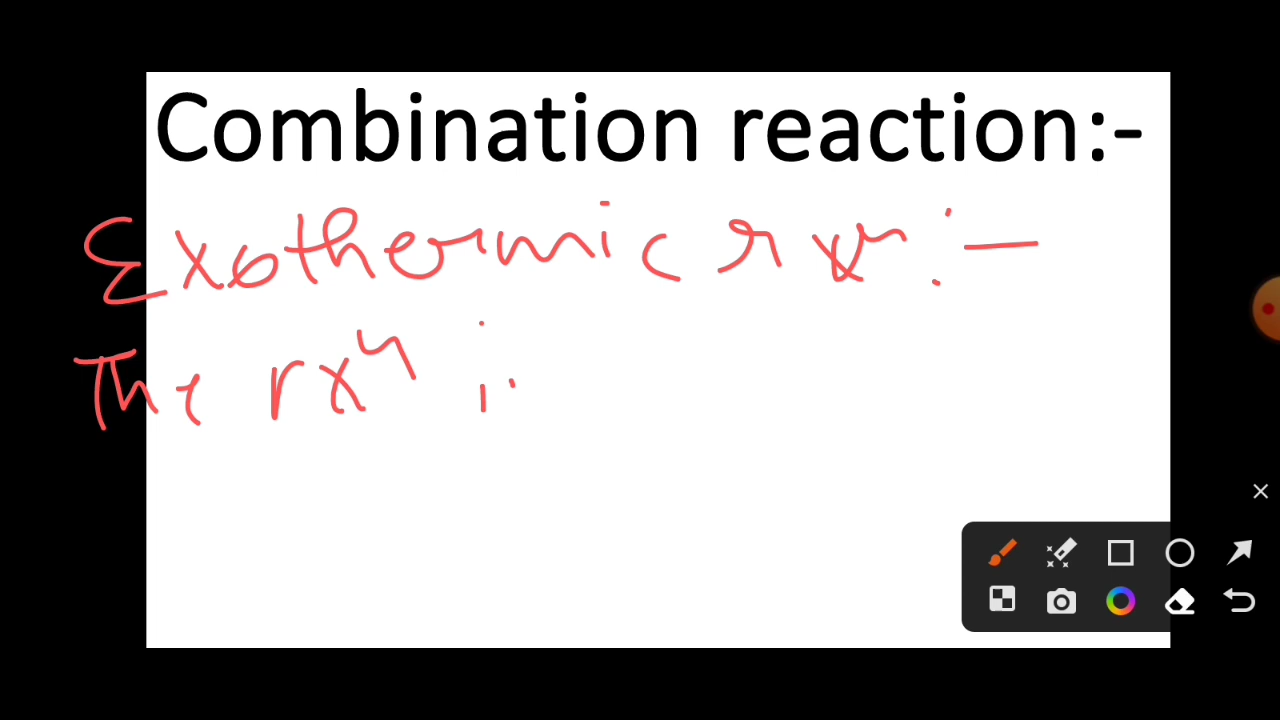 Combination reaction:-
Exothermic rxn :-
The rxn i